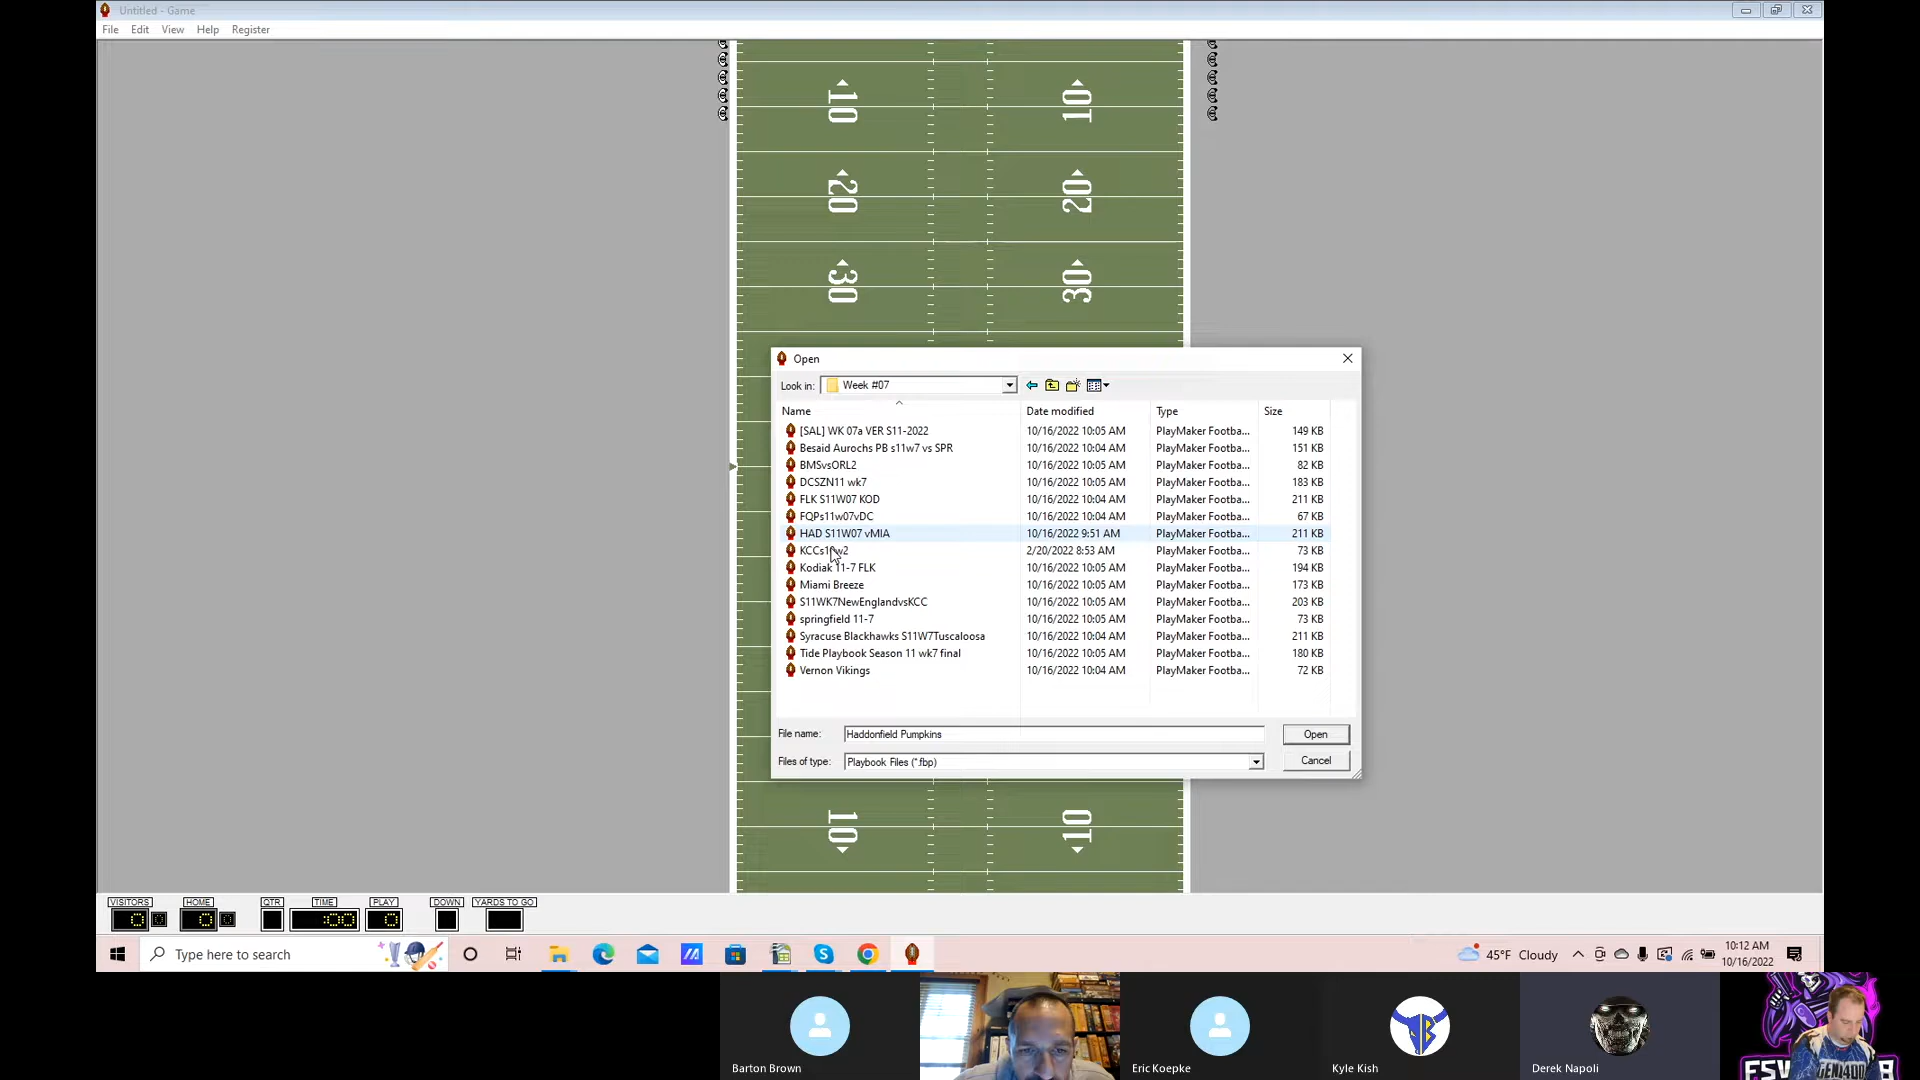 Untitled - Game
File Edit View Help Register
10 10
20 20
30 30
Open
Look in: Week #07
Name Date modified Type Size
[SAL] WK 07a VER S11-2022 10/16/2022 10:05 AM PlayMaker Footba... 149 KB
Besaid Aurochs PB s11w7 vs SPR 10/16/2022 10:04 AM PlayMaker Footba... 151 KB
BMSvsORL2 10/16/2022 10:05 AM PlayMaker Footba... 82 KB
DCSZN11 wk7 10/16/2022 10:05 AM PlayMaker Footba... 183 KB
FLK S11W07 KOD 10/16/2022 10:04 AM PlayMaker Footba... 211 KB
FQPs11w07vDC 10/16/2022 10:04 AM PlayMaker Footba... 67 KB
HAD S11W07 vMIA 10/16/2022 9:51 AM PlayMaker Footba... 211 KB
2/20/2022 8:53 AM PlayMaker Footba... 73 KB
Kodiak 11-7 FLK 10/16/2022 10:05 AM PlayMaker Footba... 194 KB
Miami Breeze 10/16/2022 10:05 AM PlayMaker Footba... 173 KB
S11WK7NewEnglandvsKCC 10/16/2022 10:05 AM PlayMaker Footba... 203 KB
springfield 11-7 10/16/2022 10:05 AM PlayMaker Footba... 73 KB
Syracuse Blackhawks S11W7Tuscaloosa 10/16/2022 10:04 AM PlayMaker Footba... 211 KB
Tide Playbook Season 11 wk7 final 10/16/2022 10:05 AM PlayMaker Footba... 180 KB
Vernon Vikings 10/16/2022 10:04 AM PlayMaker Footba... 72 KB
File name: Haddonfield Pumpkins Open
Files of type: Playbook Files (*.fbp) Cancel
10 10
VISITORS HOME QTR TIME PLAY DOWN YARDS TO GO
0 0 0 0 :00 0
Type here to search
45°F Cloudy
10:12 AM
10/16/2022
Barton Brown
Eric Koepke
Kyle Kish
Derek Napoli